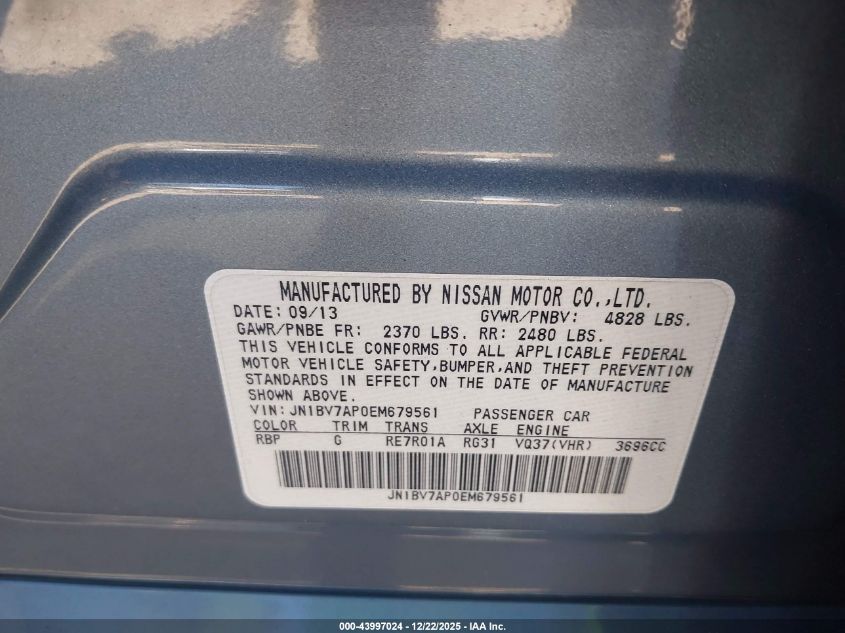 MANUFACTURED BY NISSAN MOTOR CO.,LTD.
DATE: 09/13 GVWR/PNBV: 4828 LBS.
GAWR/PNBE FR: 2370 LBS. RR: 2480 LBS.
THIS VEHICLE CONFORMS TO ALL APPLICABLE FEDERAL
MOTOR VEHICLE SAFETY,BUMPER,AND THEFT PREVENTION
STANDARDS IN EFFECT ON THE DATE OF MANUFACTURE
SHOWN ABOVE.
VIN: JN1BV7AP0EM679561 PASSENGER CAR
COLOR TRIM TRANS AXLE ENGINE
RBP G RE7R01A RG31 VQ37(VHR) 3696CC
JN1BV7AP0EM679561
000-43997024 - 12/22/2025 - IAA Inc.